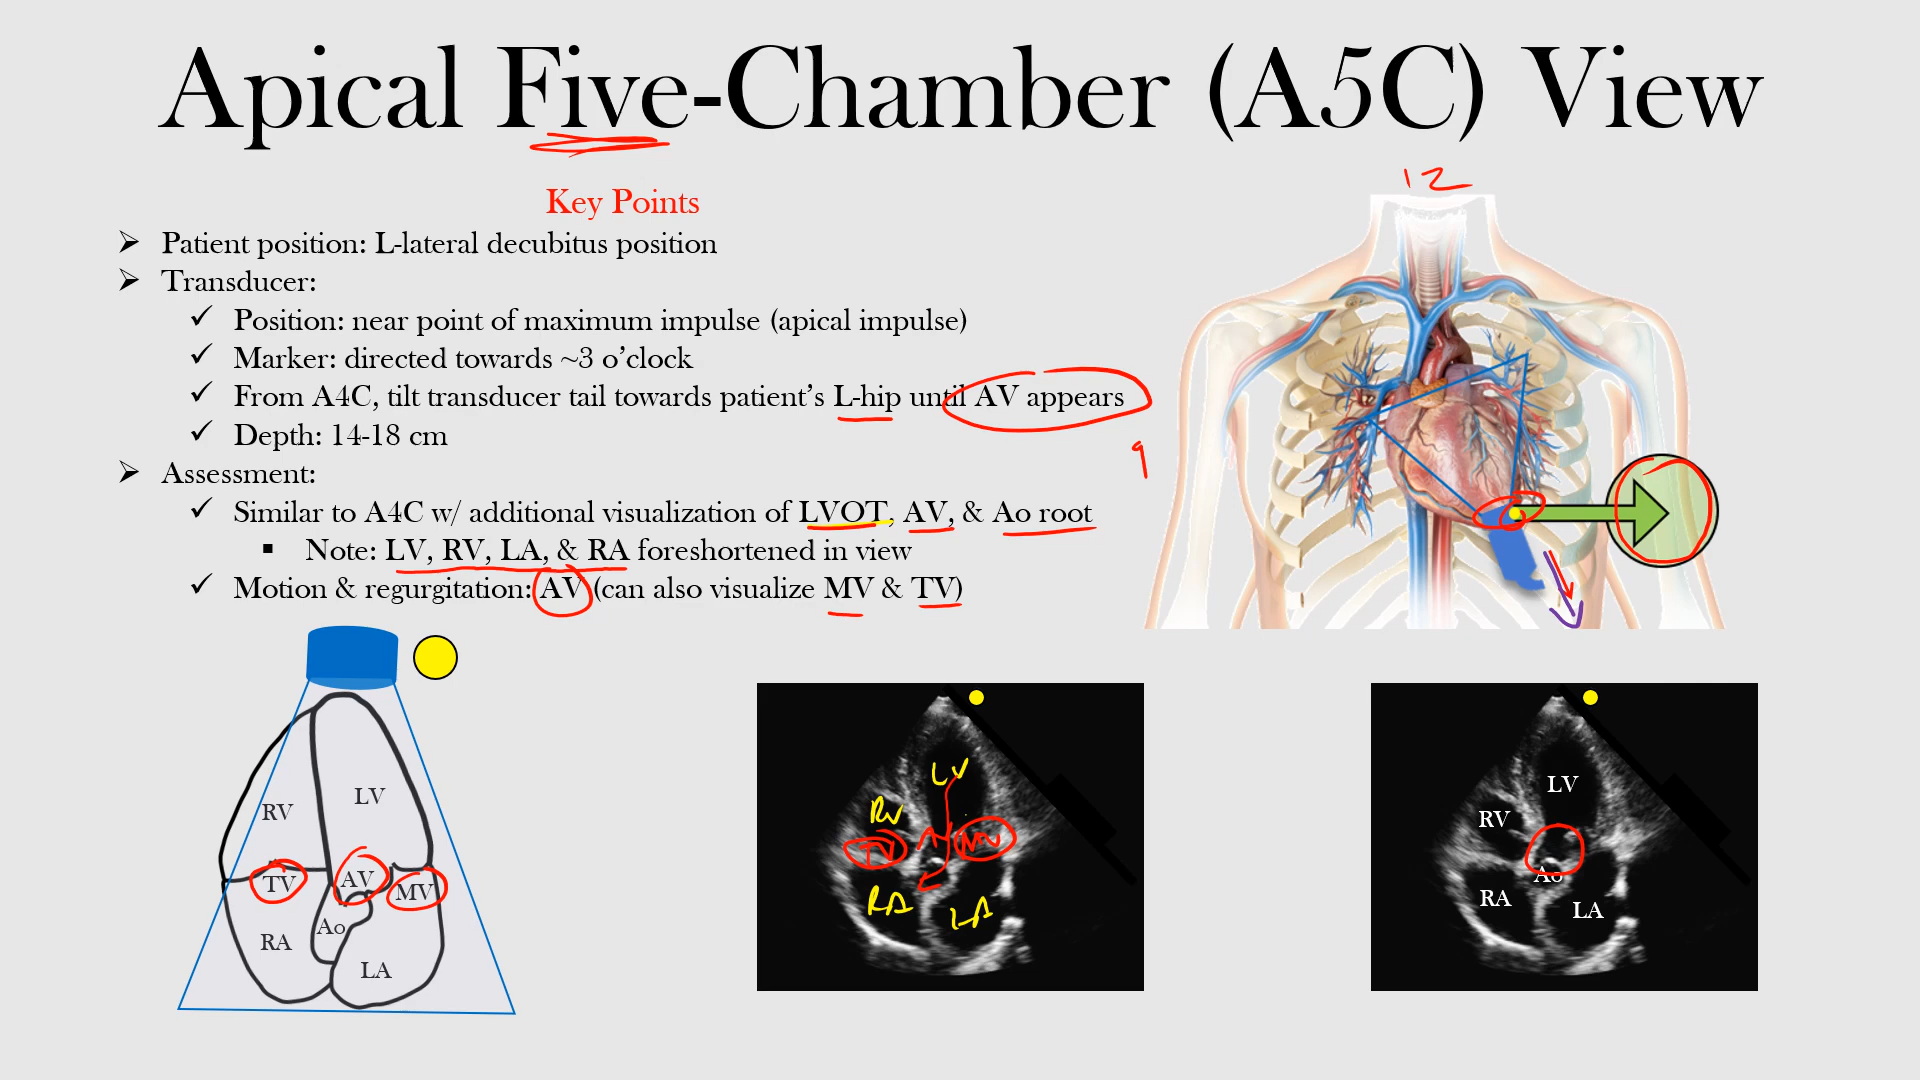 Apical Five-Chamber (A5C) View
Key Points
➢ Patient position: L-lateral decubitus position
➢ Transducer:
✓ Position: near point of maximum impulse (apical impulse)
✓ Marker: directed towards ~3 o’clock
✓ From A4C, tilt transducer tail towards patient’s L-hip until AV appears
✓ Depth: 14-18 cm
➢ Assessment:
✓ Similar to A4C w/ additional visualization of LVOT, AV, & Ao root
▪ Note: LV, RV, LA, & RA foreshortened in view
✓ Motion & regurgitation: AV (can also visualize MV & TV)
12
9
RV
LV
TV
AV
MV
Ao
RA
LA
LV
RV
TV
MV
RA
LA
LV
RV
Ao
RA
LA